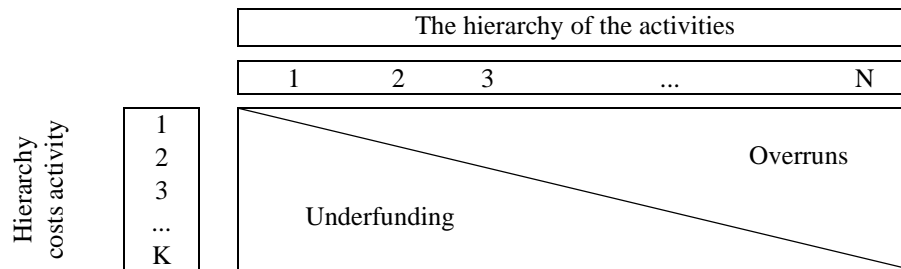 The hierarchy of the activities
1 2 3 ... N
Hierarchy
costs activity
1
2
3
...
K
Overruns
Underfunding